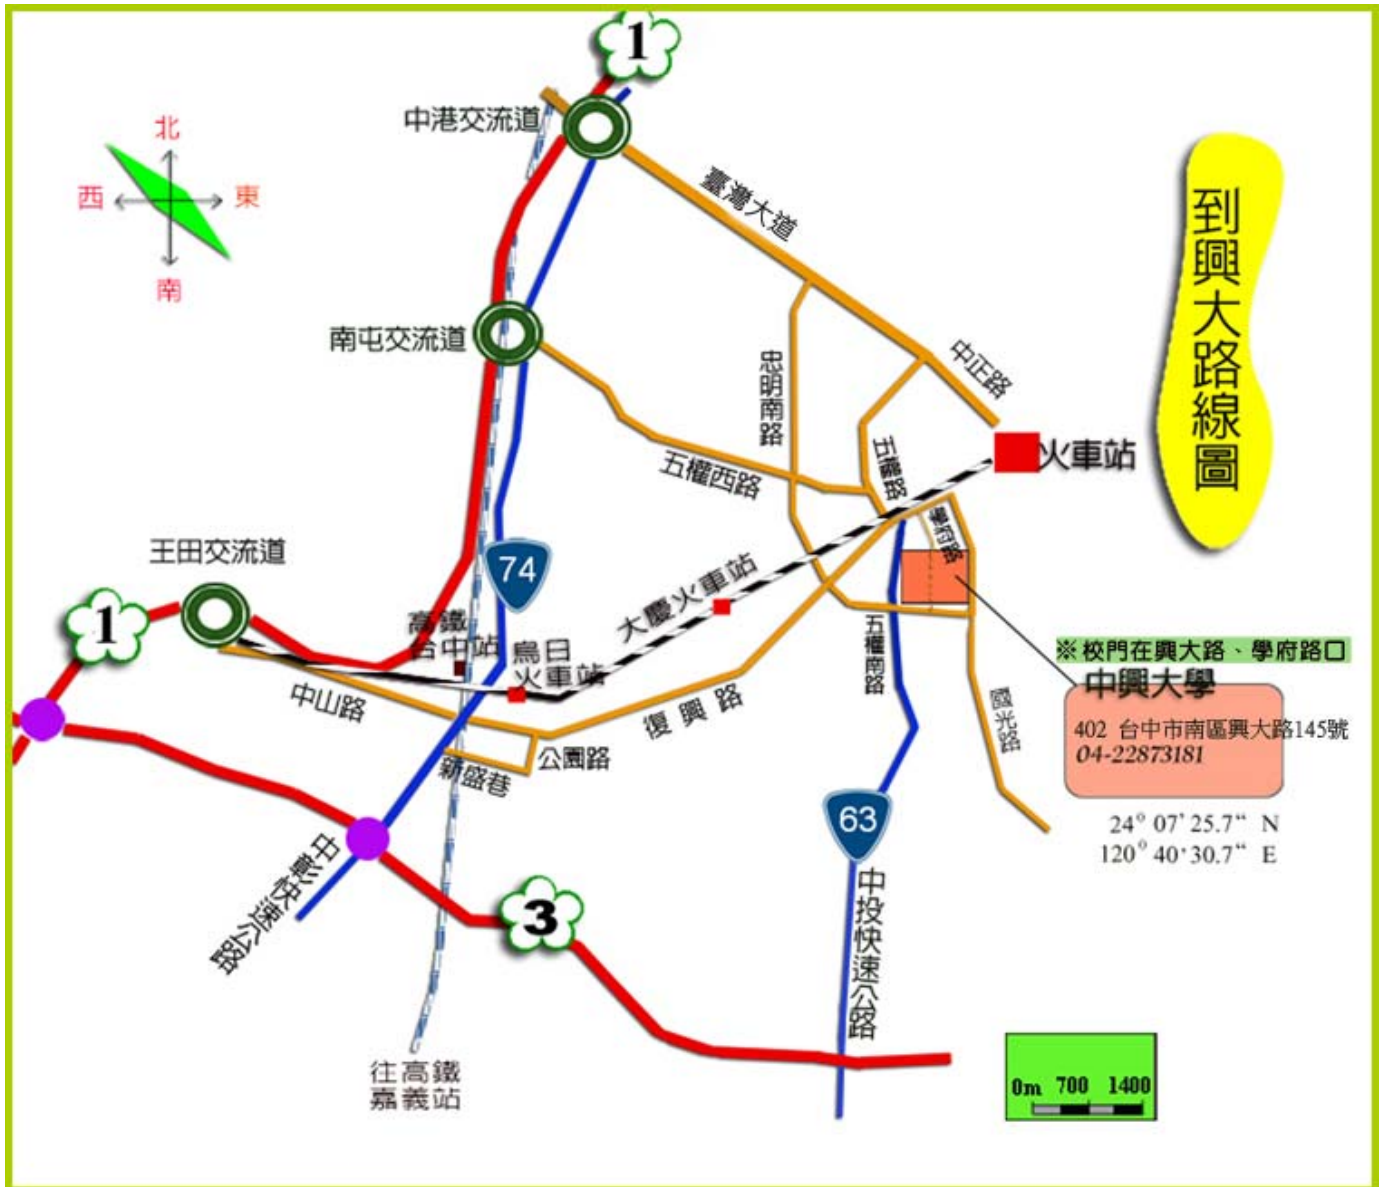 1
中港交流道
北
西
東
南
臺灣大道
到興大路線圖
南屯交流道
中正路
忠明南路
五權路
火車站
五權西路
學府路
王田交流道
74
大慶火車站
1
高鐵
台中站
烏日
火車站
五權南路
※校門在興大路、學府路口
中興大學
402 台中市南區興大路145號
04-22873181
中山路
復興路
國光路
公園路
新盛巷
24° 07' 25.7“ N
120° 40' 30.7“ E
63
中彰快速公路
3
中投快速公路
往高鐵
嘉義站
0m 700 1400